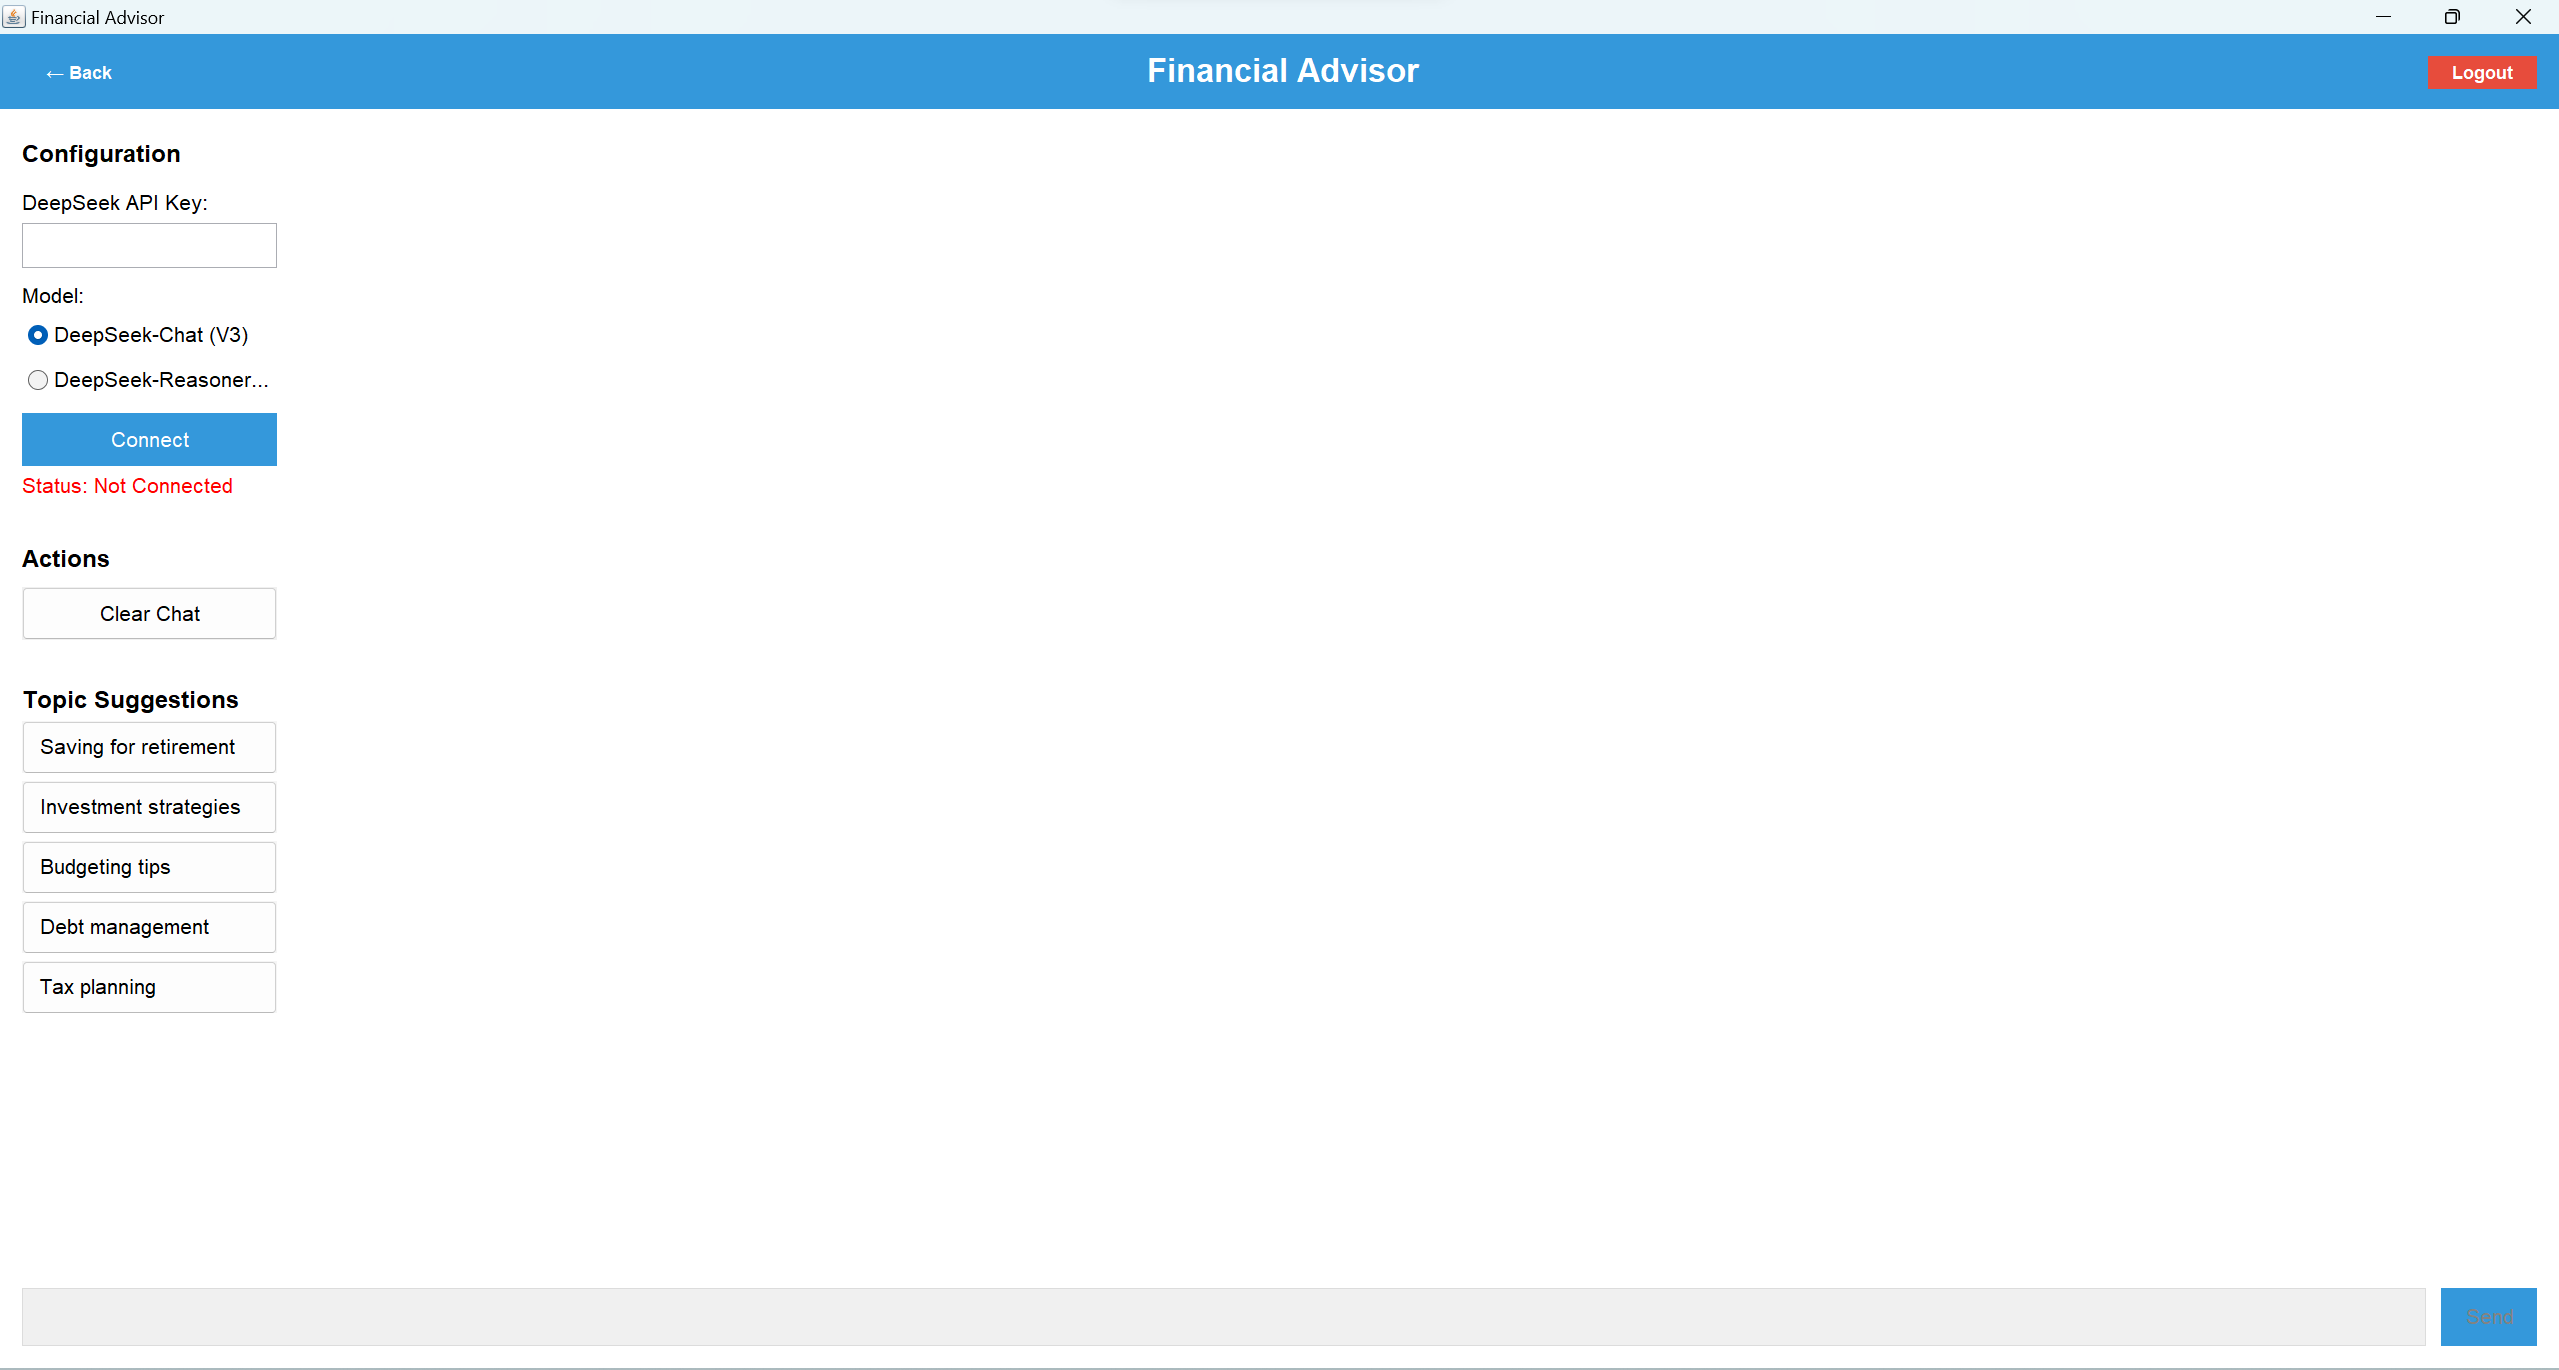 Financial Advisor
← Back
Financial Advisor
Logout
Configuration
DeepSeek API Key:
Model:
DeepSeek-Chat (V3)
DeepSeek-Reasoner...
Connect
Status: Not Connected
Actions
Clear Chat
Topic Suggestions
Saving for retirement
Investment strategies
Budgeting tips
Debt management
Tax planning
Send